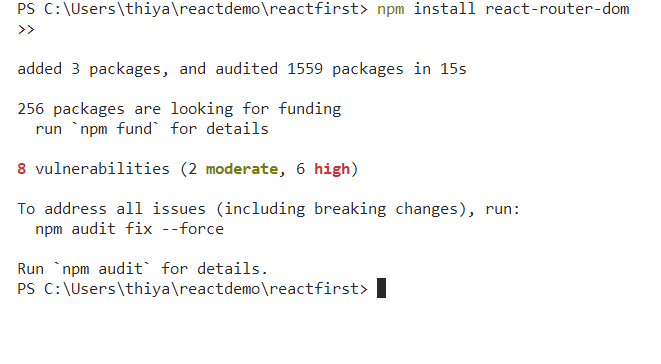 PS C:\Users\thiya\reactdemo\reactfirst> npm install react-router-dom
>>
added 3 packages, and audited 1559 packages in 15s
256 packages are looking for funding
  run `npm fund` for details
8 vulnerabilities (2 moderate, 6 high)
To address all issues (including breaking changes), run:
  npm audit fix --force
Run `npm audit` for details.
PS C:\Users\thiya\reactdemo\reactfirst>